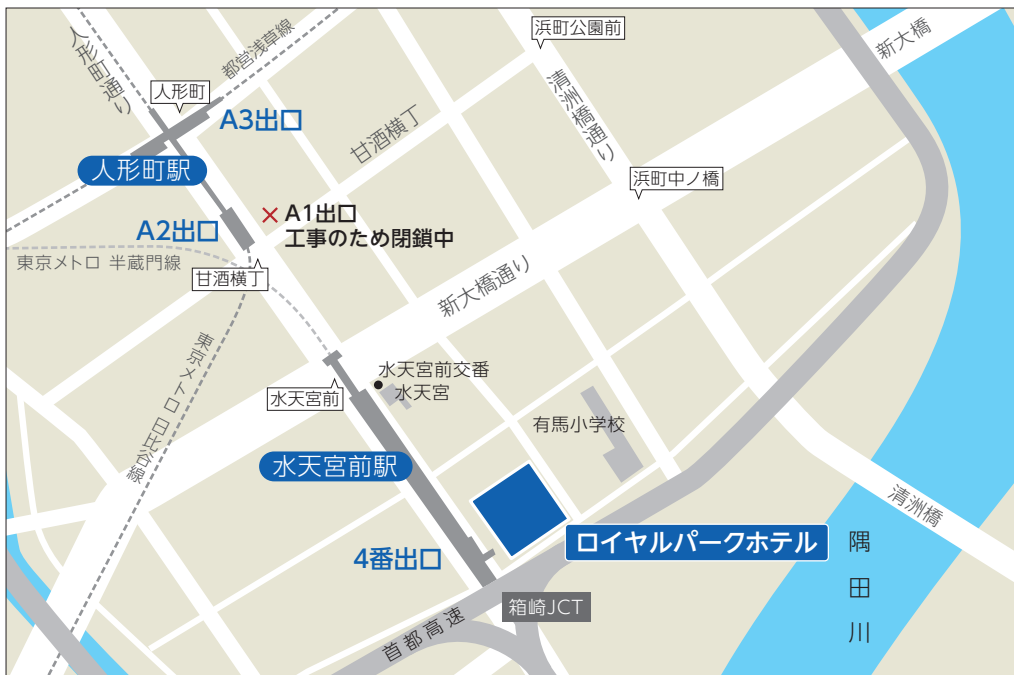 浜町公園前
新大橋
人形町通り
都営浅草線
人形町
A3出口
甘酒横丁
清洲橋通り
人形町駅
浜町中ノ橋
A1出口
工事のため閉鎖中
A2出口
東京メトロ 半蔵門線
甘酒横丁
新大橋通り
東京メトロ 日比谷線
水天宮前交番
水天宮
水天宮前
有馬小学校
水天宮前駅
清洲橋
ロイヤルパークホテル
4番出口
隅田川
箱崎JCT
首都高速